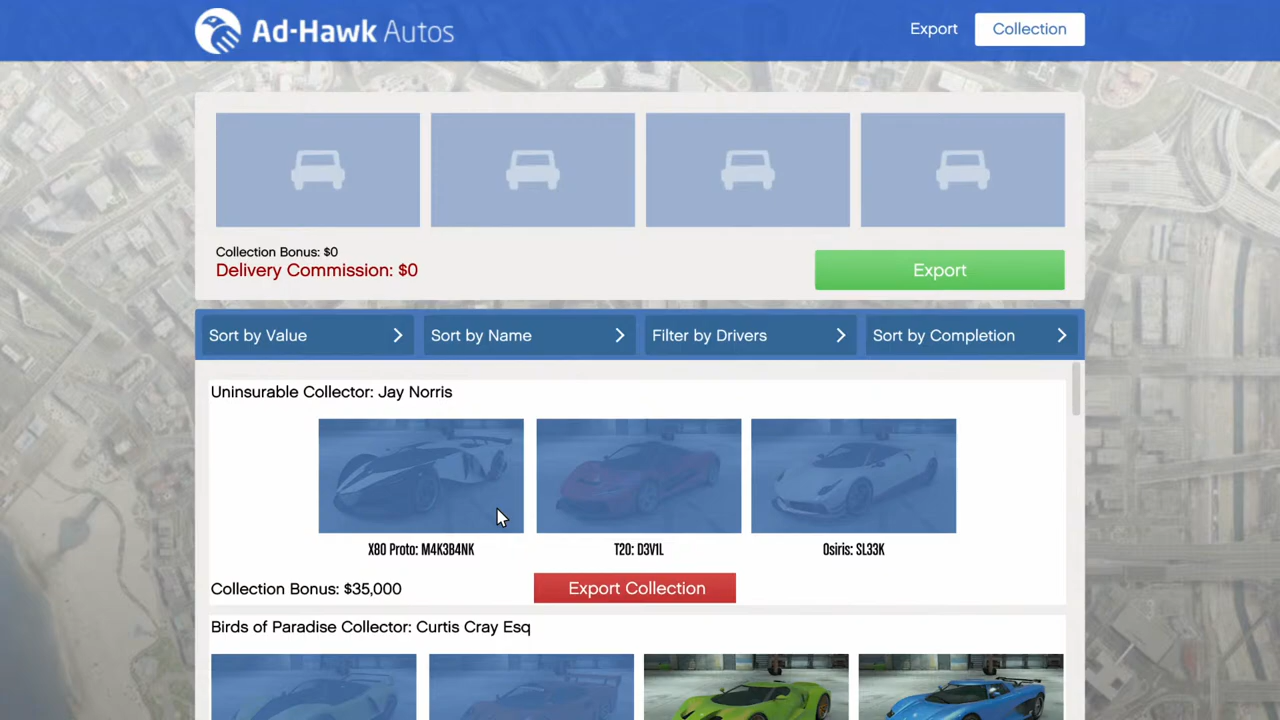 Ad-Hawk Autos
Export
Collection
Collection Bonus: $0
Delivery Commission: $0
Export
Sort by Value
Sort by Name
Filter by Drivers
Sort by Completion
Uninsurable Collector: Jay Norris
X80 Proto: M4K3B4NK
T20: D3V1L
Osiris: SL33K
Collection Bonus: $35,000
Export Collection
Birds of Paradise Collector: Curtis Cray Esq